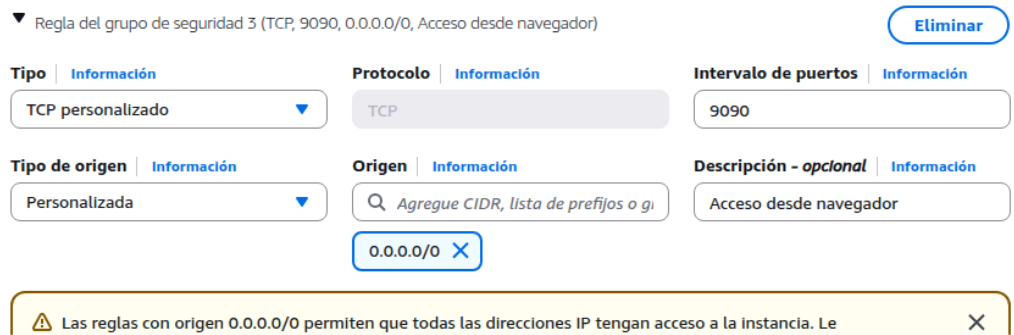 Regla del grupo de seguridad 3 (TCP, 9090, 0.0.0.0/0, Acceso desde navegador)
Eliminar
Tipo Información
Protocolo Información
Intervalo de puertos Información
TCP personalizado
TCP
9090
Tipo de origen Información
Origen Información
Descripción - opcional Información
Personalizada
Agregue CIDR, lista de prefijos o
Acceso desde navegador
0.0.0.0/0
Las reglas con origen 0.0.0.0/0 permiten que todas las direcciones IP tengan acceso a la instancia. Le